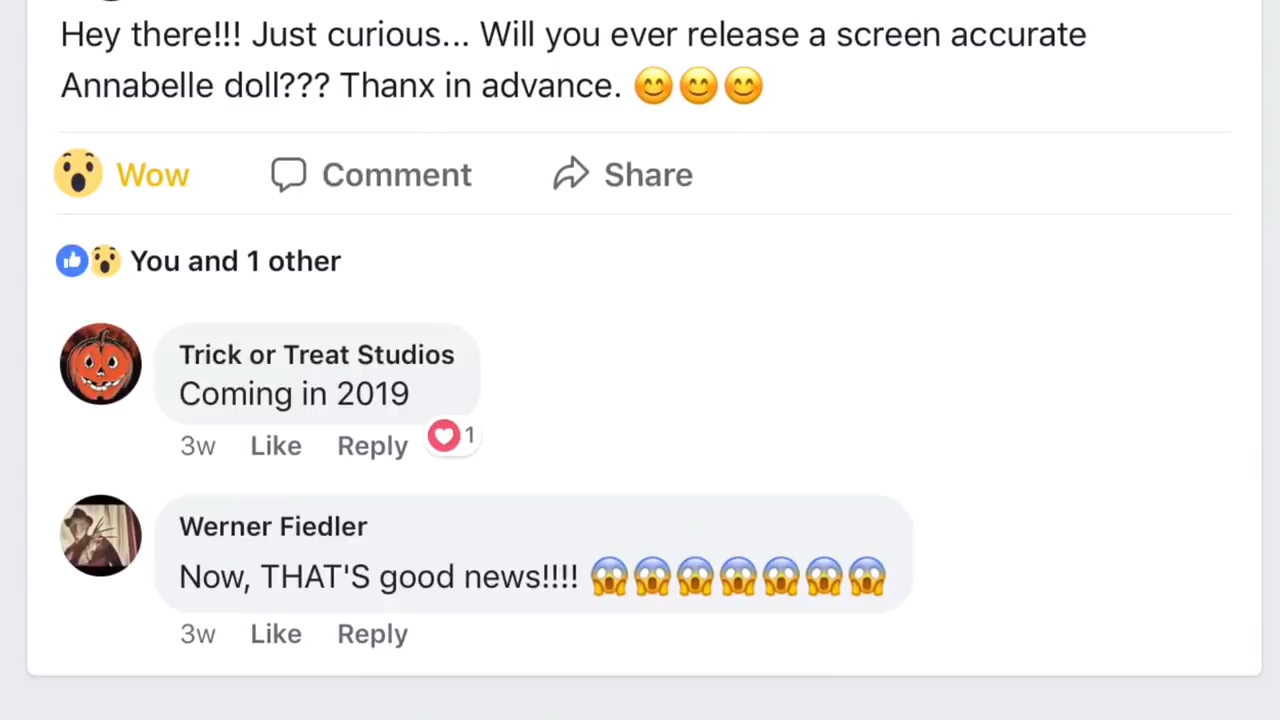 Hey there!!! Just curious... Will you ever release a screen accurate
Annabelle doll??? Thanx in advance. 😊😊😊
Wow Comment Share
You and 1 other
Trick or Treat Studios
Coming in 2019
3w Like Reply 1
Werner Fiedler
Now, THAT'S good news!!!! 😱😱😱😱😱😱😱
3w Like Reply